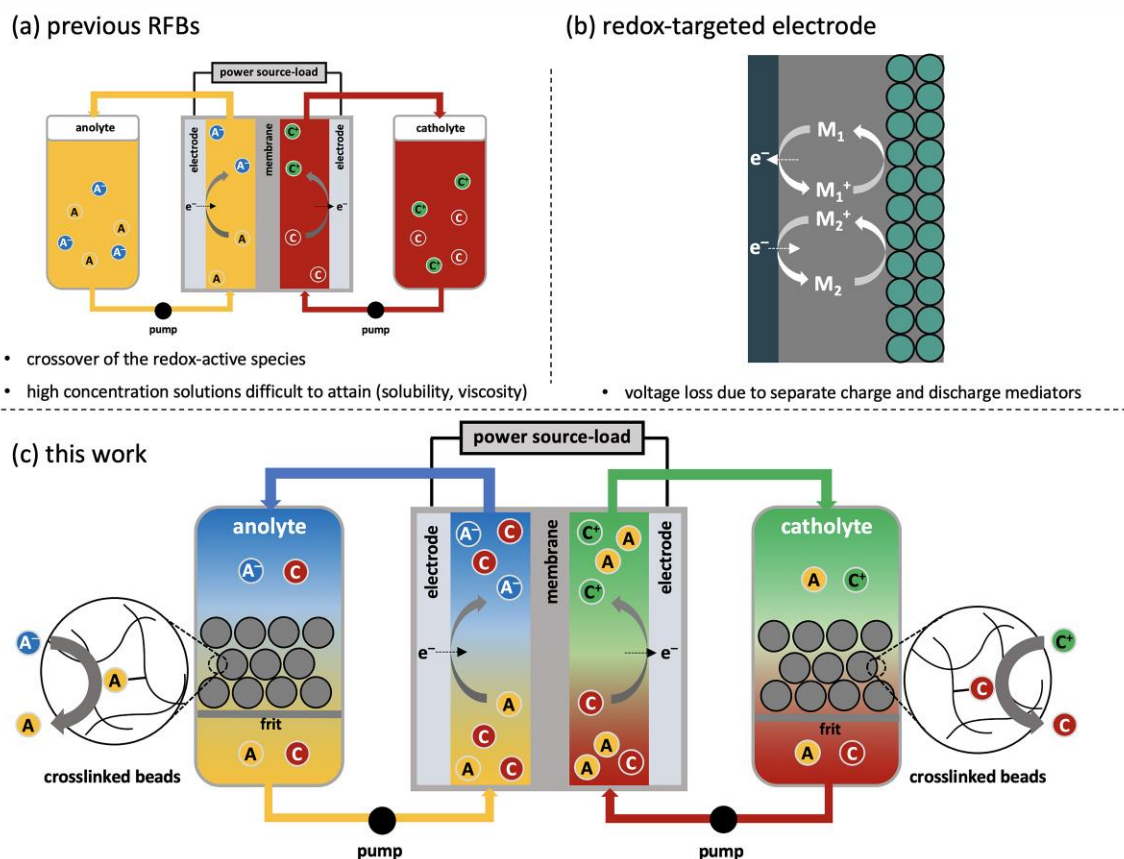 (a) previous RFBs
(b) redox-targeted electrode
power source-load
anolyte
catholyte
electrode
membrane
electrode
A⁻
A
A
A⁻
A⁻
A
A⁻
A⁻
e⁻
A
A
C⁺
C⁺
C
e⁻
C
C⁺
C⁺
C
C
C⁺
C
pump
pump
e⁻
M₁
M₁⁺
M₂⁺
e⁻
M₂
• crossover of the redox-active species
• high concentration solutions difficult to attain (solubility, viscosity)
• voltage loss due to separate charge and discharge mediators
(c) this work
power source-load
anolyte
catholyte
electrode
membrane
electrode
A⁻
C
A⁻
C
C
A⁻
e⁻
A
C
A
C
C⁺
A
A
C⁺
e⁻
C
A
A
C
A
C⁺
A⁻
A
A
frit
A
C
crosslinked beads
C⁺
C
C
frit
A
C
crosslinked beads
pump
pump